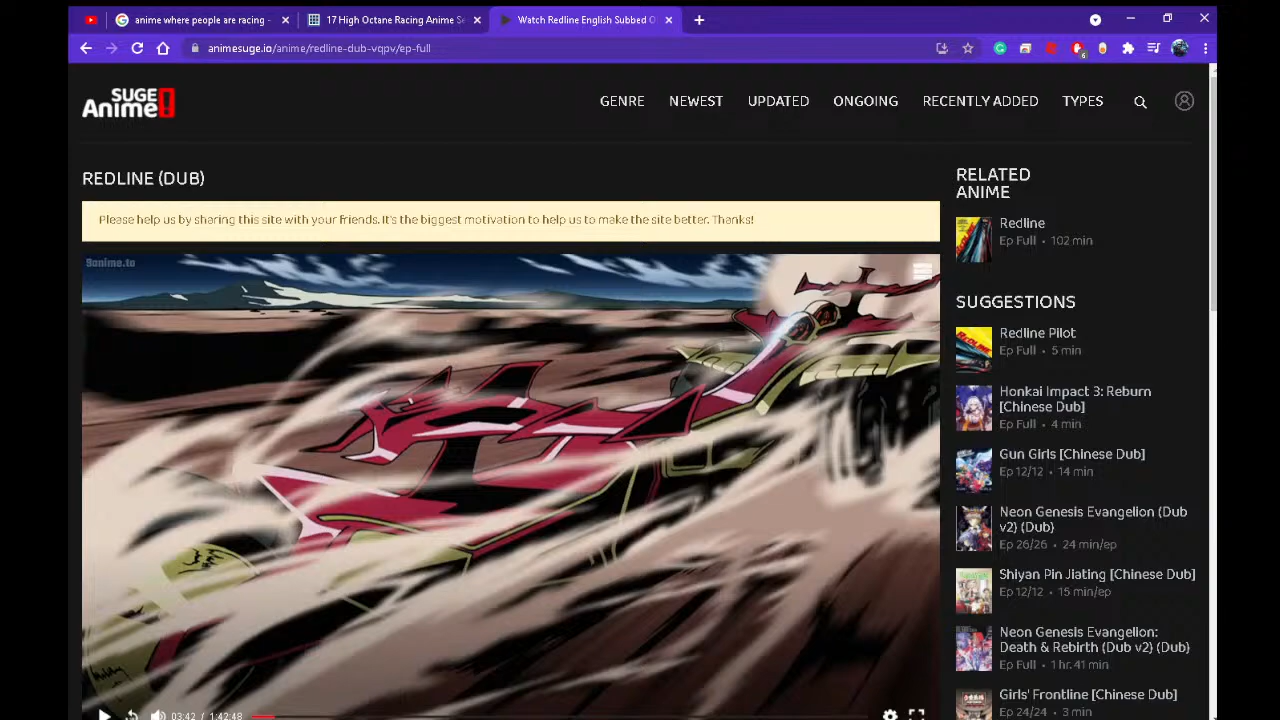 anime where people are racing -
17 High Octane Racing Anime Se
Watch Redline English Subbed O
animesuge.io/anime/redline-dub-vqpv/ep-full
SUGE
Anime!
GENRE
NEWEST
UPDATED
ONGOING
RECENTLY ADDED
TYPES
REDLINE (DUB)
Please help us by sharing this site with your friends. It's the biggest motivation to help us to make the site better. Thanks!
9anime.to
03:42 / 1:42:48
RELATED
ANIME
Redline
Ep Full • 102 min
SUGGESTIONS
Redline Pilot
Ep Full • 5 min
Honkai Impact 3: Reburn
[Chinese Dub]
Ep Full • 4 min
Gun Girls [Chinese Dub]
Ep 12/12 • 14 min
Neon Genesis Evangelion (Dub
v2) (Dub)
Ep 26/26 • 24 min/ep
Shiyan Pin Jiating [Chinese Dub]
Ep 12/12 • 15 min/ep
Neon Genesis Evangelion:
Death & Rebirth (Dub v2) (Dub)
Ep Full • 1 hr. 41 min
Girls' Frontline [Chinese Dub]
Ep 24/24 • 3 min